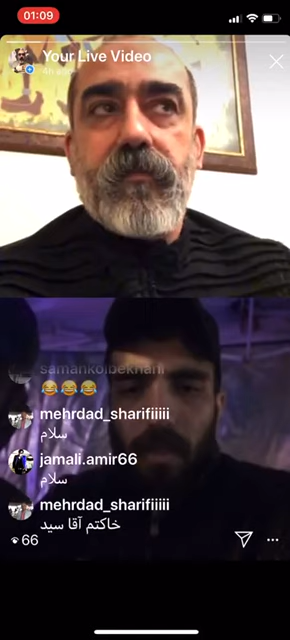 01:09
Your Live Video
4h ago
samankolbekhani
😂😂😂
mehrdad_sharifiiiii
سلام
jamali.amir66
سلام
mehrdad_sharifiiiii
خاکتم آقا سید
66